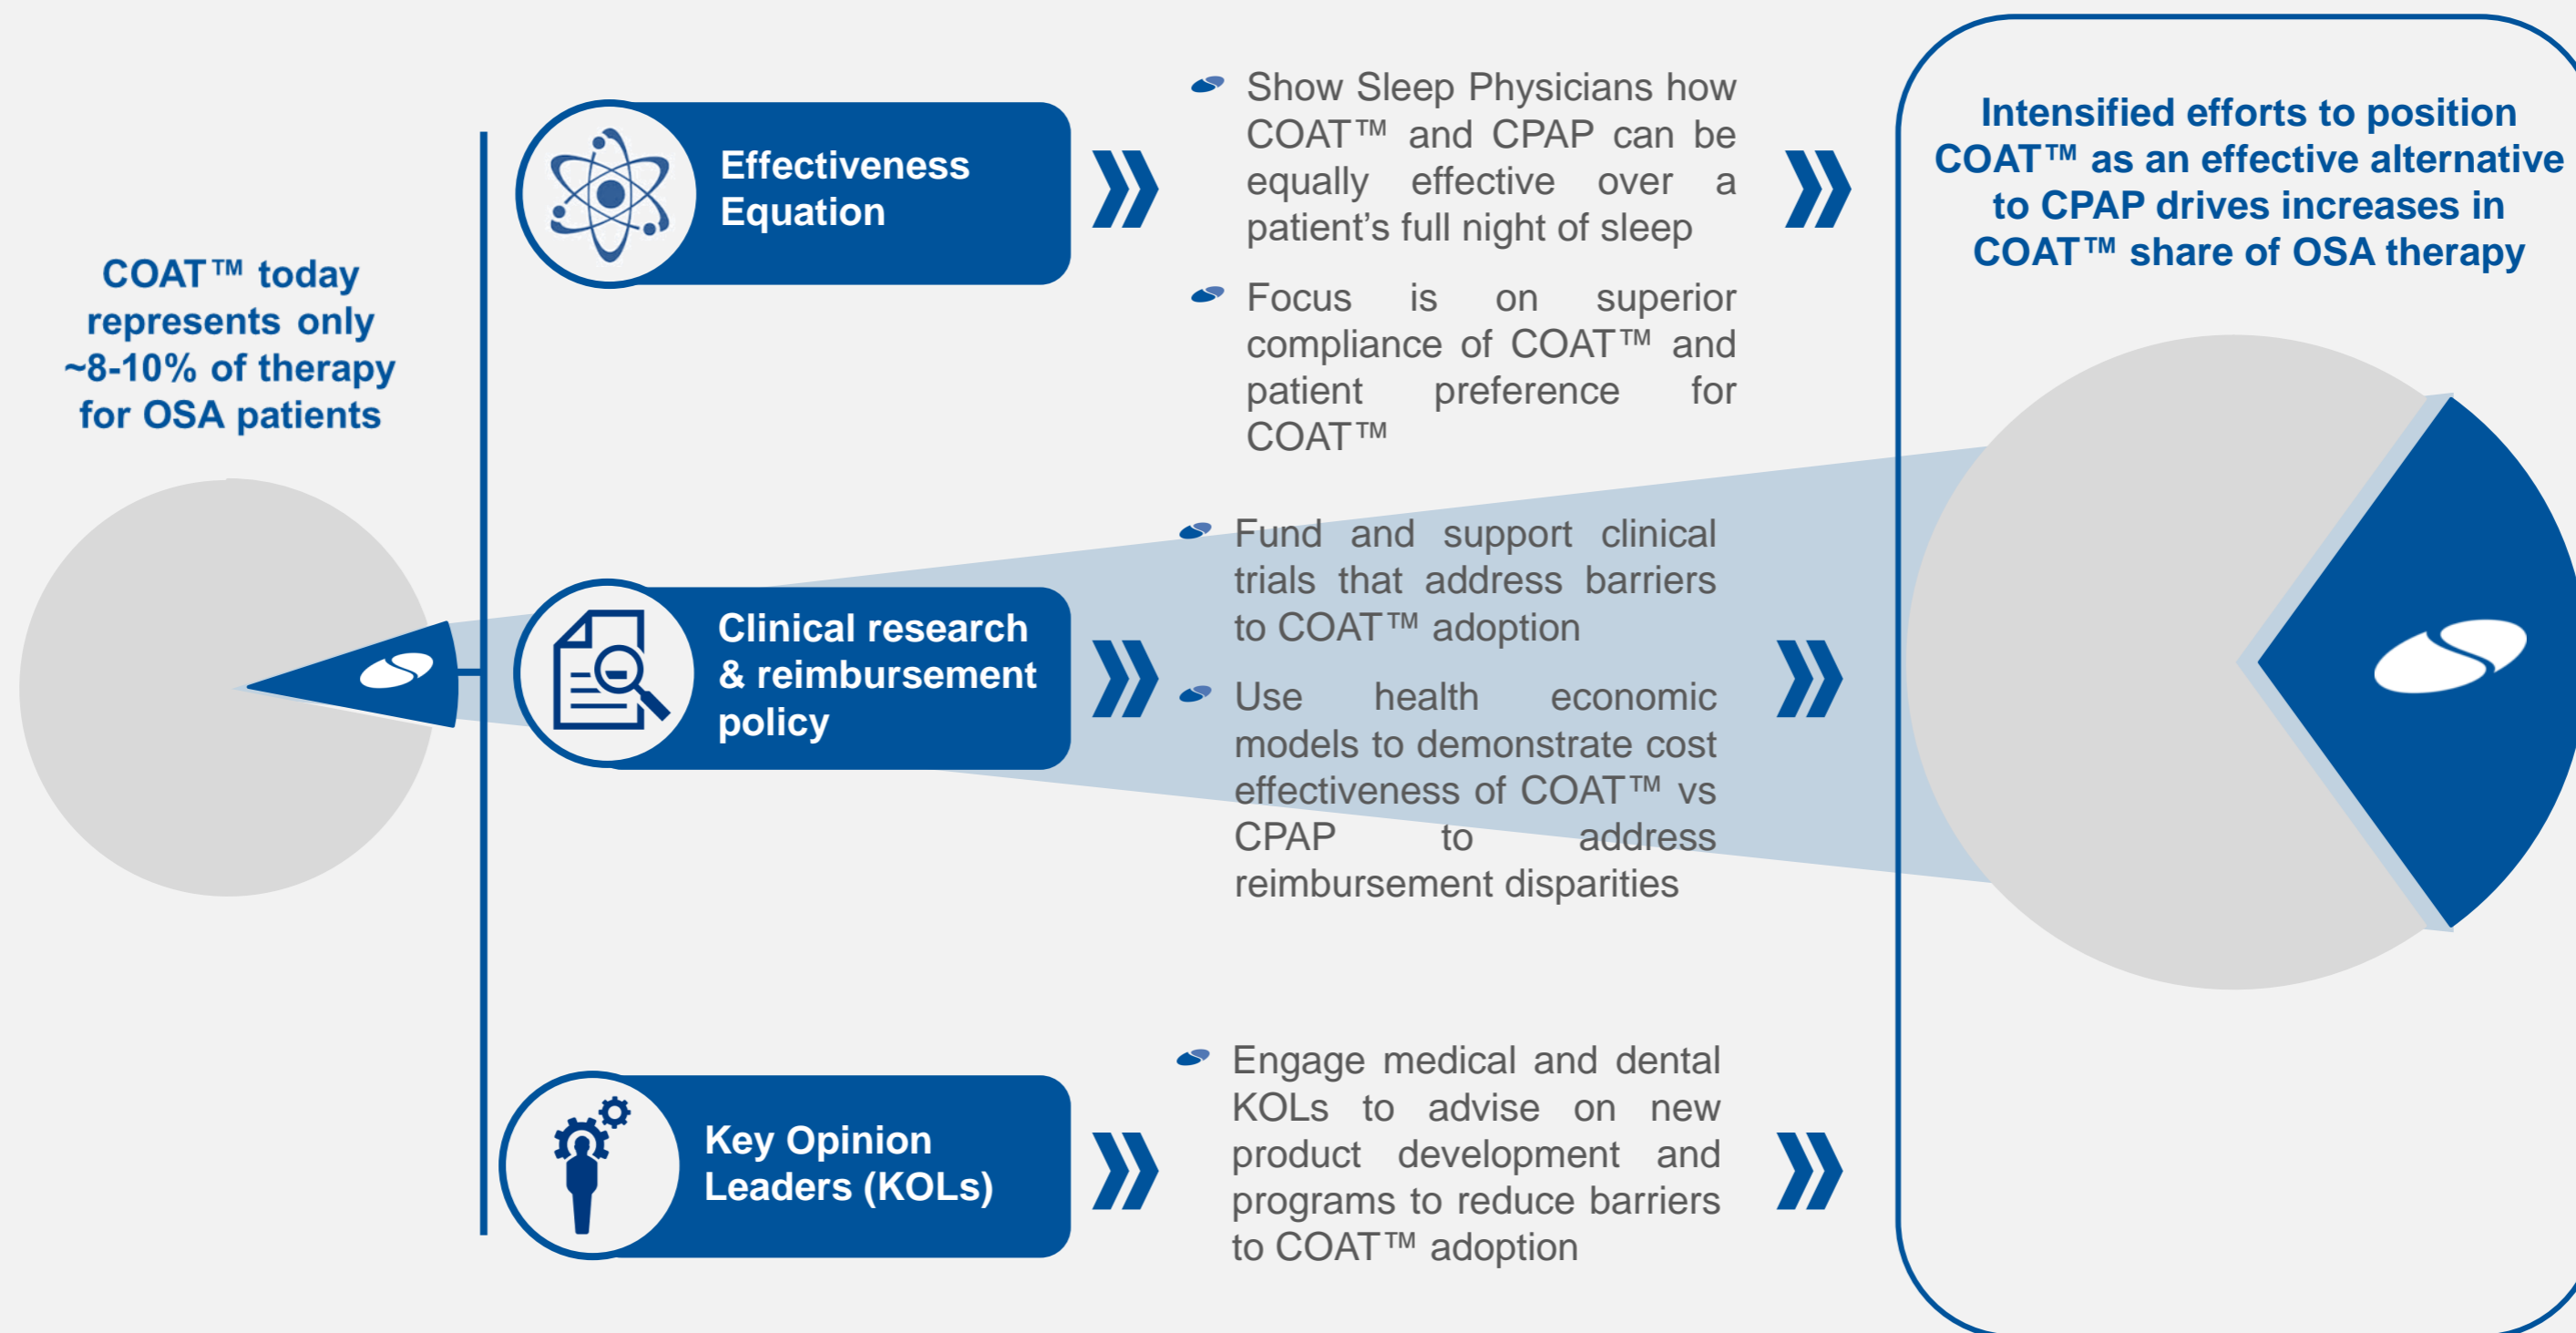 COAT™ today
represents only
~8-10% of therapy
for OSA patients
Effectiveness
Equation
Show Sleep Physicians how
COAT™ and CPAP can be
equally effective over a
patient’s full night of sleep
Focus is on superior
compliance of COAT™ and
patient preference for
COAT™
Clinical research
& reimbursement
policy
Fund and support clinical
trials that address barriers
to COAT™ adoption
Use health economic
models to demonstrate cost
effectiveness of COAT™ vs
CPAP to address
reimbursement disparities
Key Opinion
Leaders (KOLs)
Engage medical and dental
KOLs to advise on new
product development and
programs to reduce barriers
to COAT™ adoption
Intensified efforts to position
COAT™ as an effective alternative
to CPAP drives increases in
COAT™ share of OSA therapy